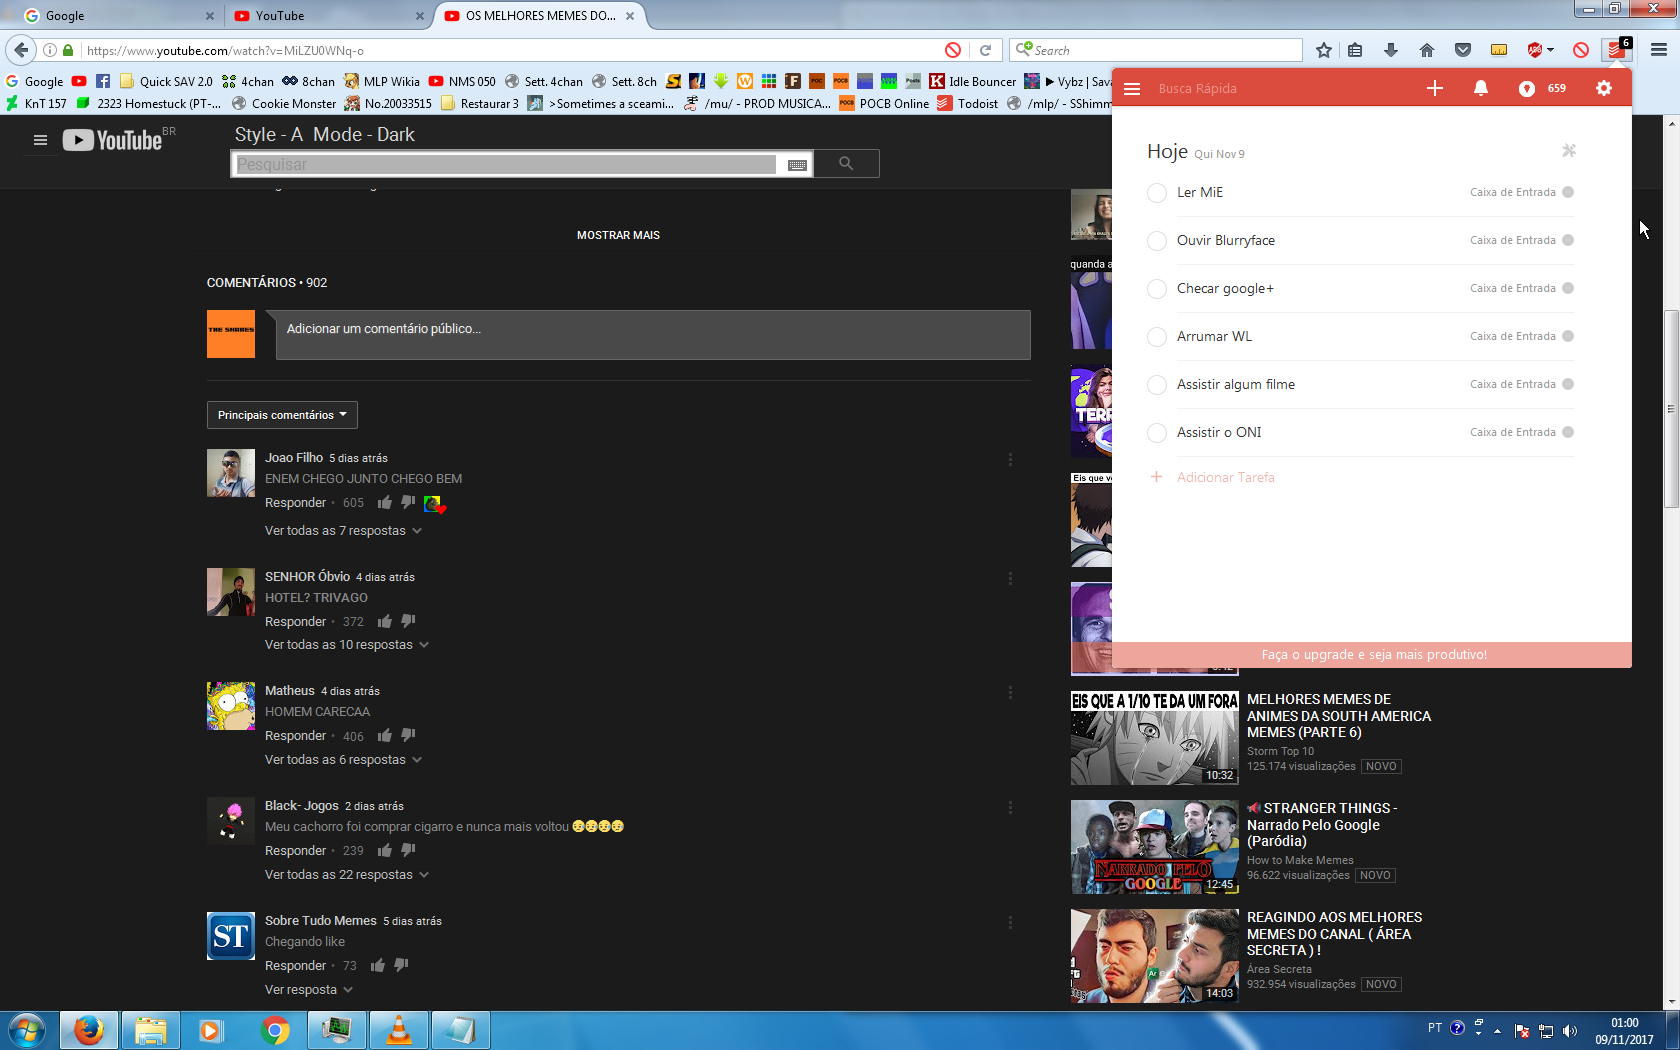 Google
YouTube
OS MELHORES MEMES DO...
https://www.youtube.com/watch?v=MiLZU0WNq-o
Search
6
Google
Quick SAV 2.0
4chan
8chan
MLP Wikia
NMS 050
Sett. 4chan
Sett. 8ch
Idle Bouncer
▶ Vybz | Sava
KnT 157
2323 Homestuck (PT-...
Cookie Monster
No.20033515
Restaurar 3
>Sometimes a sceami...
/mu/ - PROD MUSICA...
POCB Online
Todoist
/mlp/ - SShimm
YouTube BR
Style - A  Mode - Dark
Pesquisar
MOSTRAR MAIS
COMENTÁRIOS • 902
THE SHARES
Adicionar um comentário público...
Principais comentários
Joao Filho 5 dias atrás
ENEM CHEGO JUNTO CHEGO BEM
Responder • 605
Ver todas as 7 respostas
SENHOR Óbvio 4 dias atrás
HOTEL? TRIVAGO
Responder • 372
Ver todas as 10 respostas
Matheus 4 dias atrás
HOMEM CARECAA
Responder • 406
Ver todas as 6 respostas
Black- Jogos 2 dias atrás
Meu cachorro foi comprar cigarro e nunca mais voltou 😥😥😥😥
Responder • 239
Ver todas as 22 respostas
ST
Sobre Tudo Memes 5 dias atrás
Chegando like
Responder • 73
Ver resposta
Busca Rápida
659
Hoje Qui Nov 9
Ler MiE Caixa de Entrada
Ouvir Blurryface Caixa de Entrada
Checar google+ Caixa de Entrada
Arrumar WL Caixa de Entrada
Assistir algum filme Caixa de Entrada
Assistir o ONI Caixa de Entrada
+ Adicionar Tarefa
Faça o upgrade e seja mais produtivo!
quanda a
TERR
Eis que v
EIS QUE A 1/10 TE DA UM FORA
10:32
MELHORES MEMES DE
ANIMES DA SOUTH AMERICA
MEMES (PARTE 6)
Storm Top 10
125.174 visualizações NOVO
NARRADO PELO
GOOGLE
12:45
📣 STRANGER THINGS -
Narrado Pelo Google
(Paródia)
How to Make Memes
96.622 visualizações NOVO
14:03
REAGINDO AOS MELHORES
MEMES DO CANAL ( ÁREA
SECRETA ) !
Área Secreta
932.954 visualizações NOVO
PT
01:00
09/11/2017